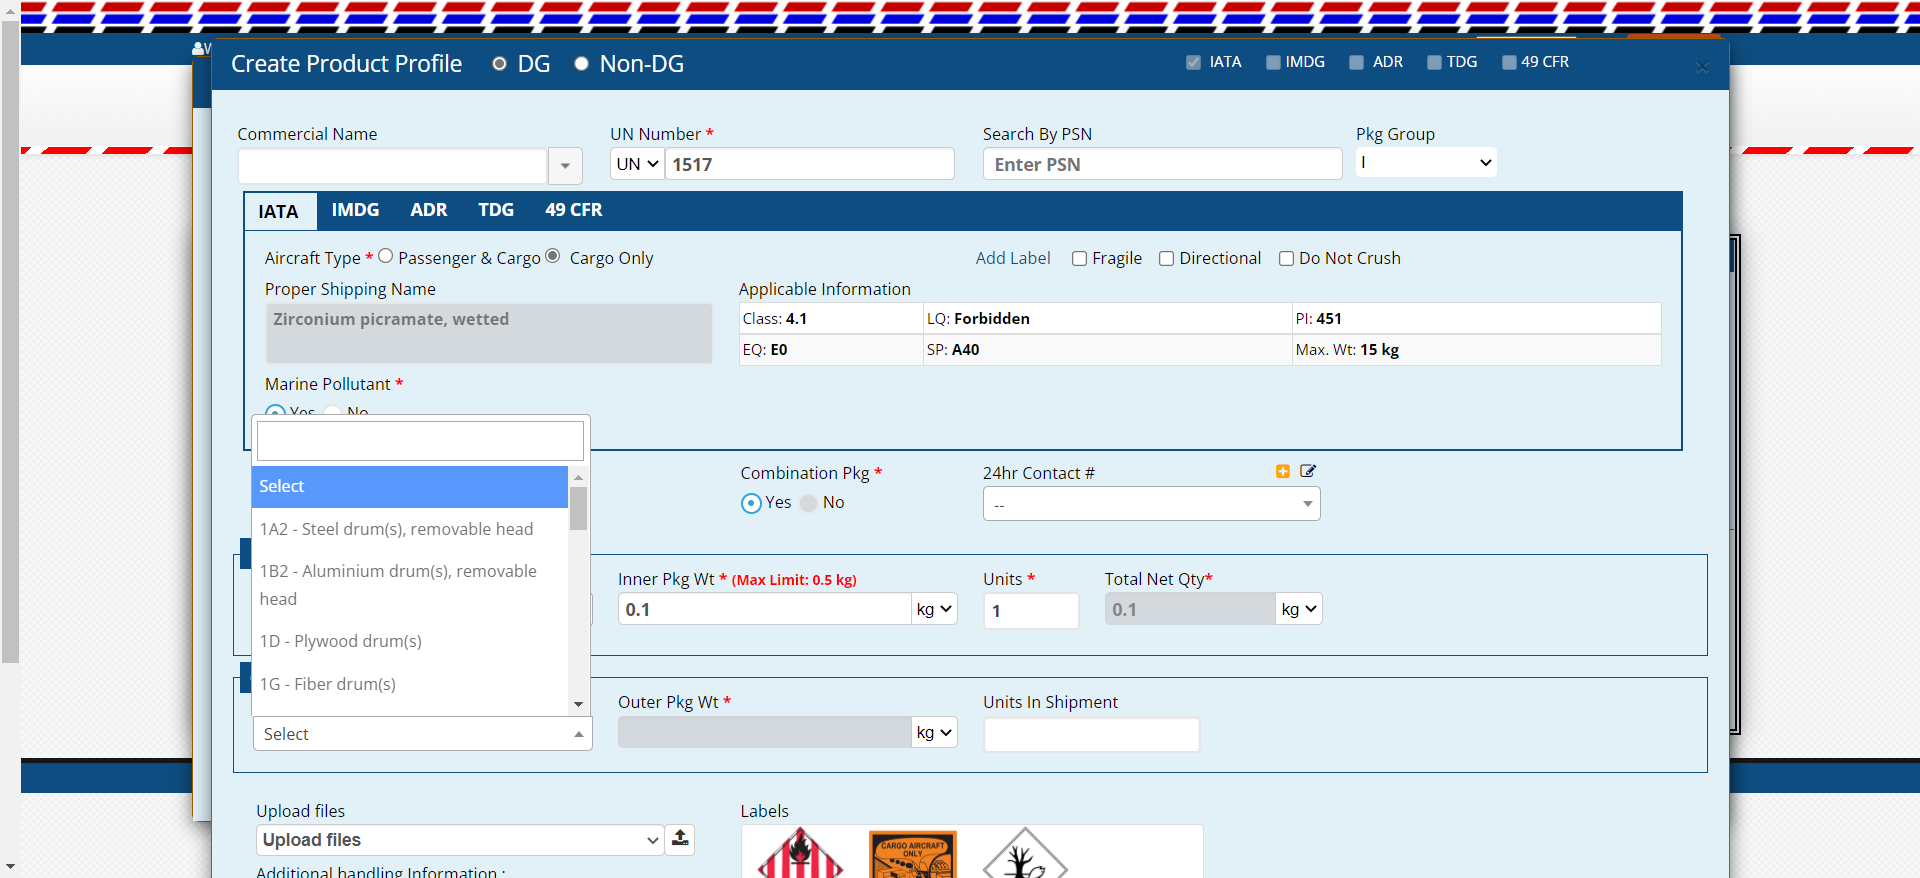 W
Create Product Profile DG Non-DG IATA IMDG ADR TDG 49 CFR ×
Commercial Name UN Number * Search By PSN Pkg Group
UN 1517 Enter PSN I
IATA IMDG ADR TDG 49 CFR
Aircraft Type * Passenger & Cargo Cargo Only Add Label Fragile Directional Do Not Crush
Proper Shipping Name Applicable Information
Zirconium picramate, wetted Class: 4.1 LQ: Forbidden PI: 451
EQ: E0 SP: A40 Max. Wt: 15 kg
Marine Pollutant *
Yes No
Select
1A2 - Steel drum(s), removable head
1B2 - Aluminium drum(s), removable
head
1D - Plywood drum(s)
1G - Fiber drum(s)
Select
Combination Pkg * 24hr Contact #
Yes No --
Inner Pkg Wt * (Max Limit: 0.5 kg) Units * Total Net Qty*
0.1 kg 1 0.1 kg
Outer Pkg Wt * Units In Shipment
kg
Upload files Labels
Upload files
CARGO AIRCRAFT
ONLY
Additional handling Information :